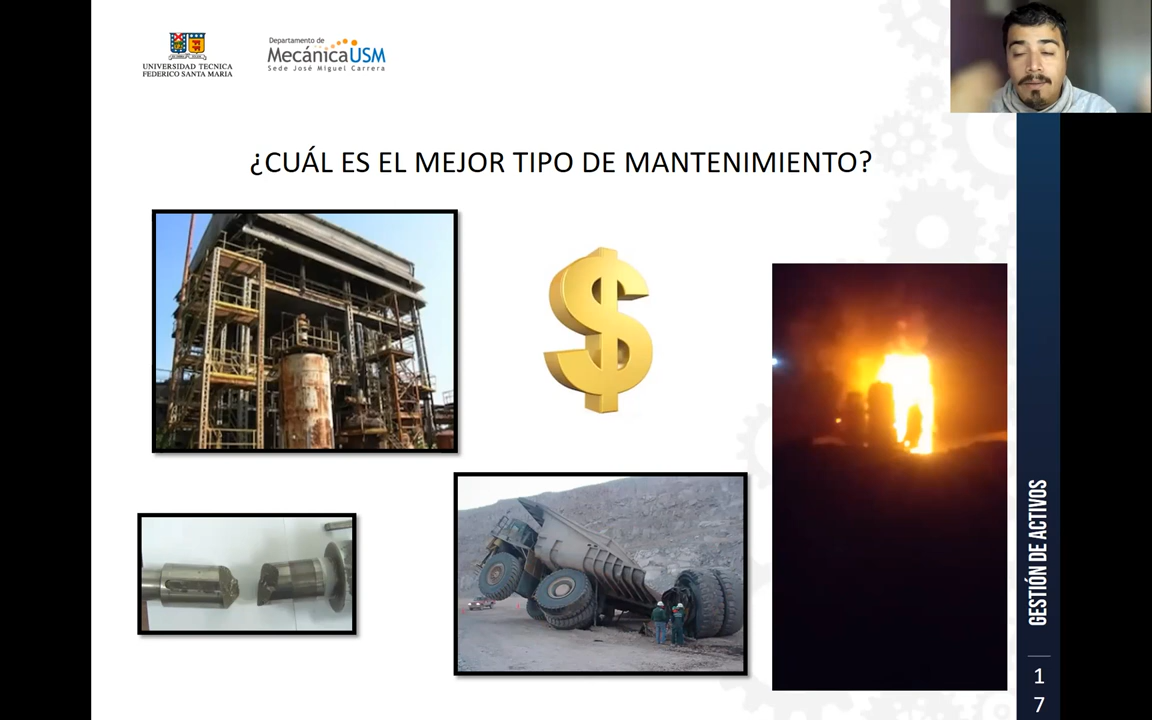 UNIVERSIDAD TECNICA
FEDERICO SANTA MARIA
Departamento de
MecánicaUSM
Sede José Miguel Carrera
¿CUÁL ES EL MEJOR TIPO DE MANTENIMIENTO?
$
GESTIÓN DE ACTIVOS
1
7